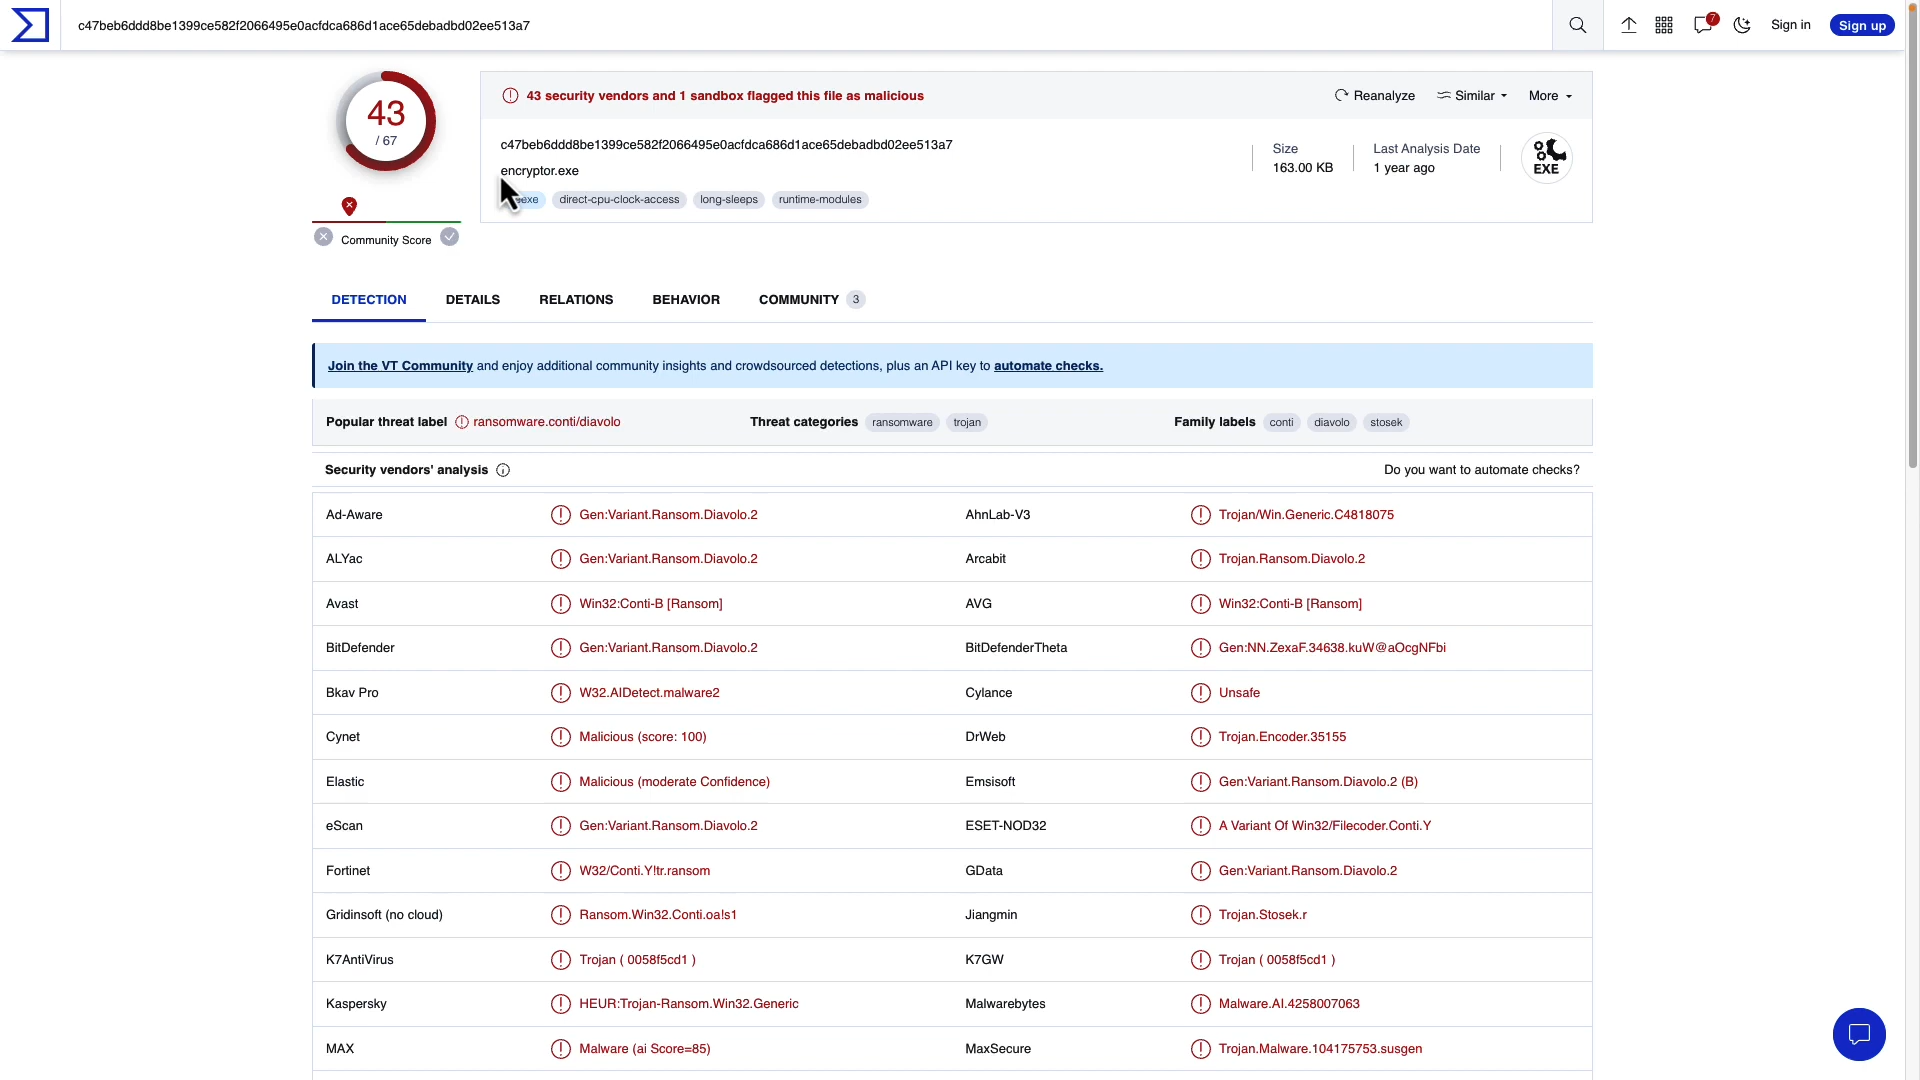 c47beb6ddd8be1399ce582f2066495e0acfdca686d1ace65debadbd02ee513a7
7
Sign in
Sign up
43
/ 67
Community Score
43 security vendors and 1 sandbox flagged this file as malicious
Reanalyze
Similar
More
c47beb6ddd8be1399ce582f2066495e0acfdca686d1ace65debadbd02ee513a7
encryptor.exe
exe
direct-cpu-clock-access
long-sleeps
runtime-modules
Size
163.00 KB
Last Analysis Date
1 year ago
EXE
DETECTION
DETAILS
RELATIONS
BEHAVIOR
COMMUNITY 3
Join the VT Community and enjoy additional community insights and crowdsourced detections, plus an API key to automate checks.
Popular threat label ransomware.conti/diavolo
Threat categories ransomware trojan
Family labels conti diavolo stosek
Security vendors' analysis
Do you want to automate checks?
Ad-Aware Gen:Variant.Ransom.Diavolo.2 AhnLab-V3 Trojan/Win.Generic.C4818075
ALYac Gen:Variant.Ransom.Diavolo.2 Arcabit Trojan.Ransom.Diavolo.2
Avast Win32:Conti-B [Ransom] AVG Win32:Conti-B [Ransom]
BitDefender Gen:Variant.Ransom.Diavolo.2 BitDefenderTheta Gen:NN.ZexaF.34638.kuW@aOcgNFbi
Bkav Pro W32.AIDetect.malware2 Cylance Unsafe
Cynet Malicious (score: 100) DrWeb Trojan.Encoder.35155
Elastic Malicious (moderate Confidence) Emsisoft Gen:Variant.Ransom.Diavolo.2 (B)
eScan Gen:Variant.Ransom.Diavolo.2 ESET-NOD32 A Variant Of Win32/Filecoder.Conti.Y
Fortinet W32/Conti.Y!tr.ransom GData Gen:Variant.Ransom.Diavolo.2
Gridinsoft (no cloud) Ransom.Win32.Conti.oa!s1 Jiangmin Trojan.Stosek.r
K7AntiVirus Trojan ( 0058f5cd1 ) K7GW Trojan ( 0058f5cd1 )
Kaspersky HEUR:Trojan-Ransom.Win32.Generic Malwarebytes Malware.AI.4258007063
MAX Malware (ai Score=85) MaxSecure Trojan.Malware.104175753.susgen